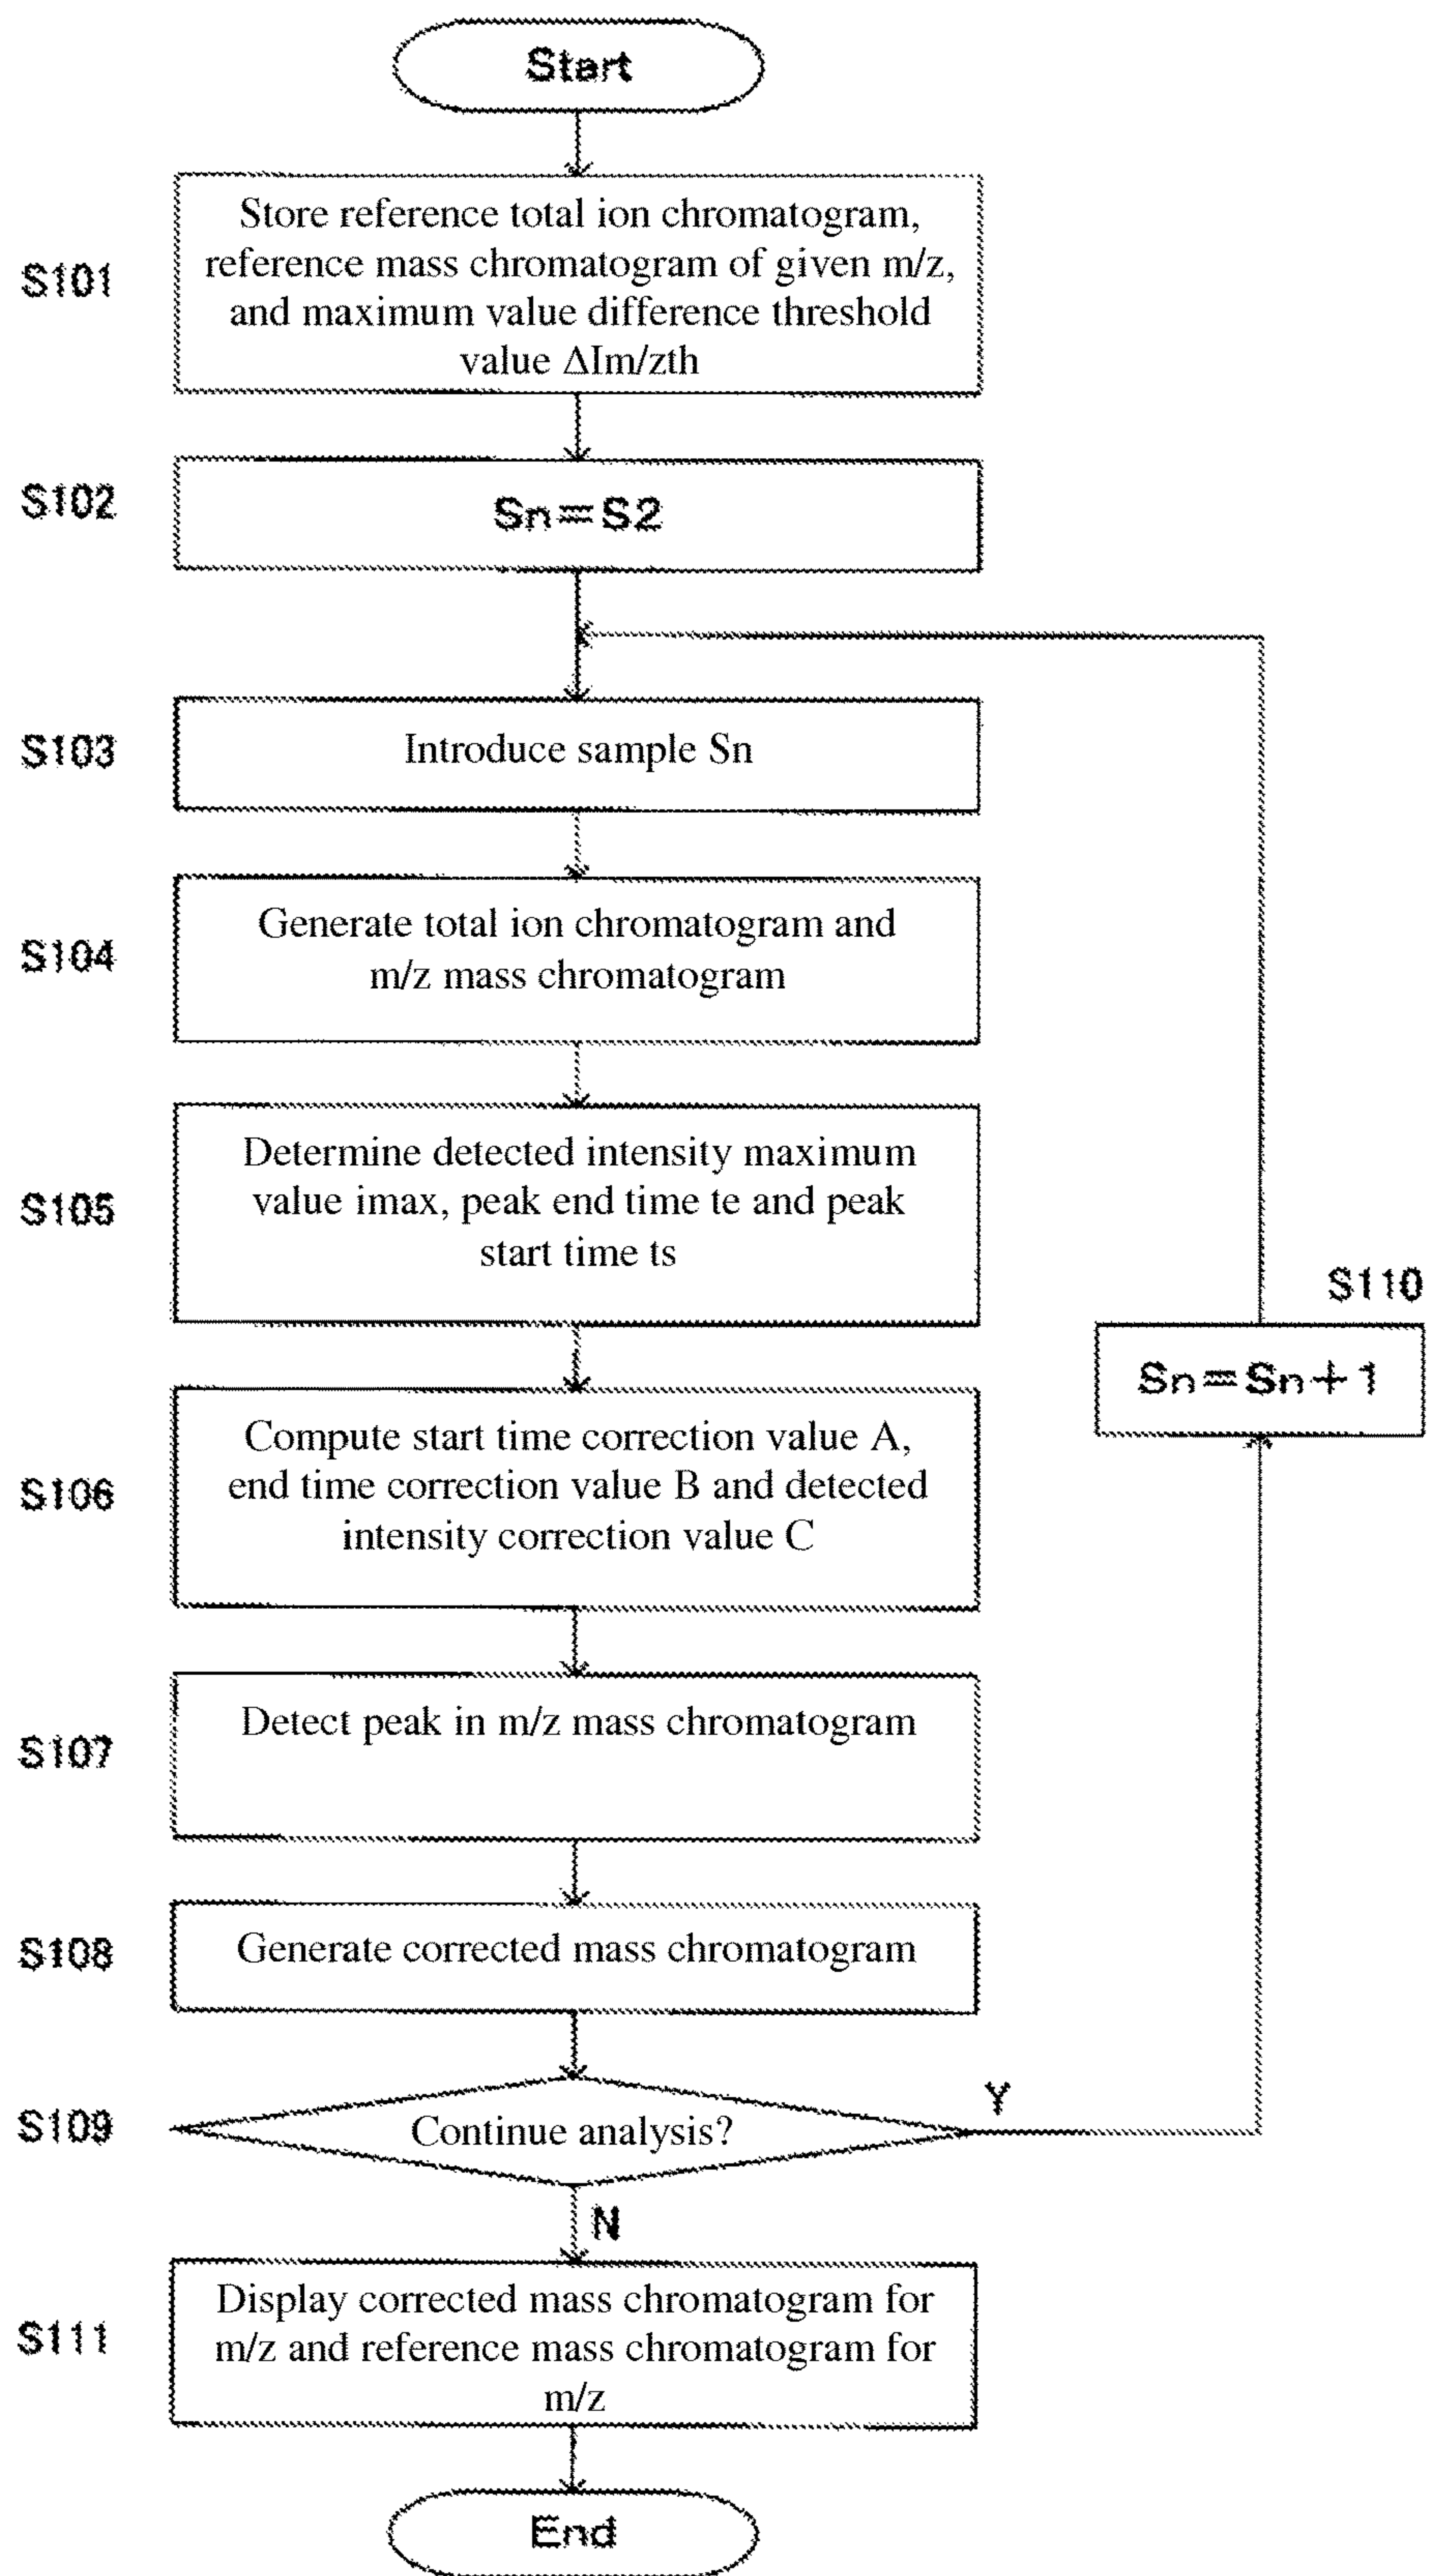 Start
S101
Store reference total ion chromatogram,
reference mass chromatogram of given m/z,
and maximum value difference threshold
value ΔIm/zth
S102
Sn=S2
S103
Introduce sample Sn
S104
Generate total ion chromatogram and
m/z mass chromatogram
S105
Determine detected intensity maximum
value imax, peak end time te and peak
start time ts
S110
Sn=Sn+1
S106
Compute start time correction value A,
end time correction value B and detected
intensity correction value C
S107
Detect peak in m/z mass chromatogram
S108
Generate corrected mass chromatogram
S109
Continue analysis?
Y
N
S111
Display corrected mass chromatogram for
m/z and reference mass chromatogram for
m/z
End